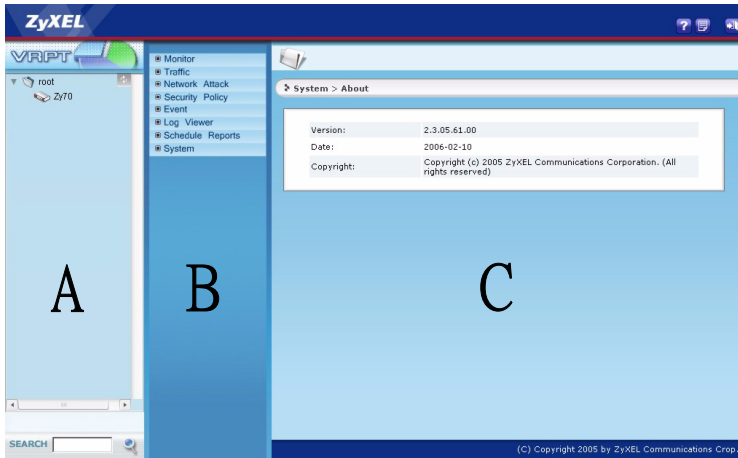 ZyXEL
VRPT
root
Zy70
Monitor
Traffic
Network Attack
Security Policy
Event
Log Viewer
Schedule Reports
System
System > About
Version: 2.3.05.61.00
Date: 2006-02-10
Copyright: Copyright (c) 2005 ZyXEL Communications Corporation. (All
rights reserved)
A
B
C
SEARCH
(C) Copyright 2005 by ZyXEL Communications Crop.